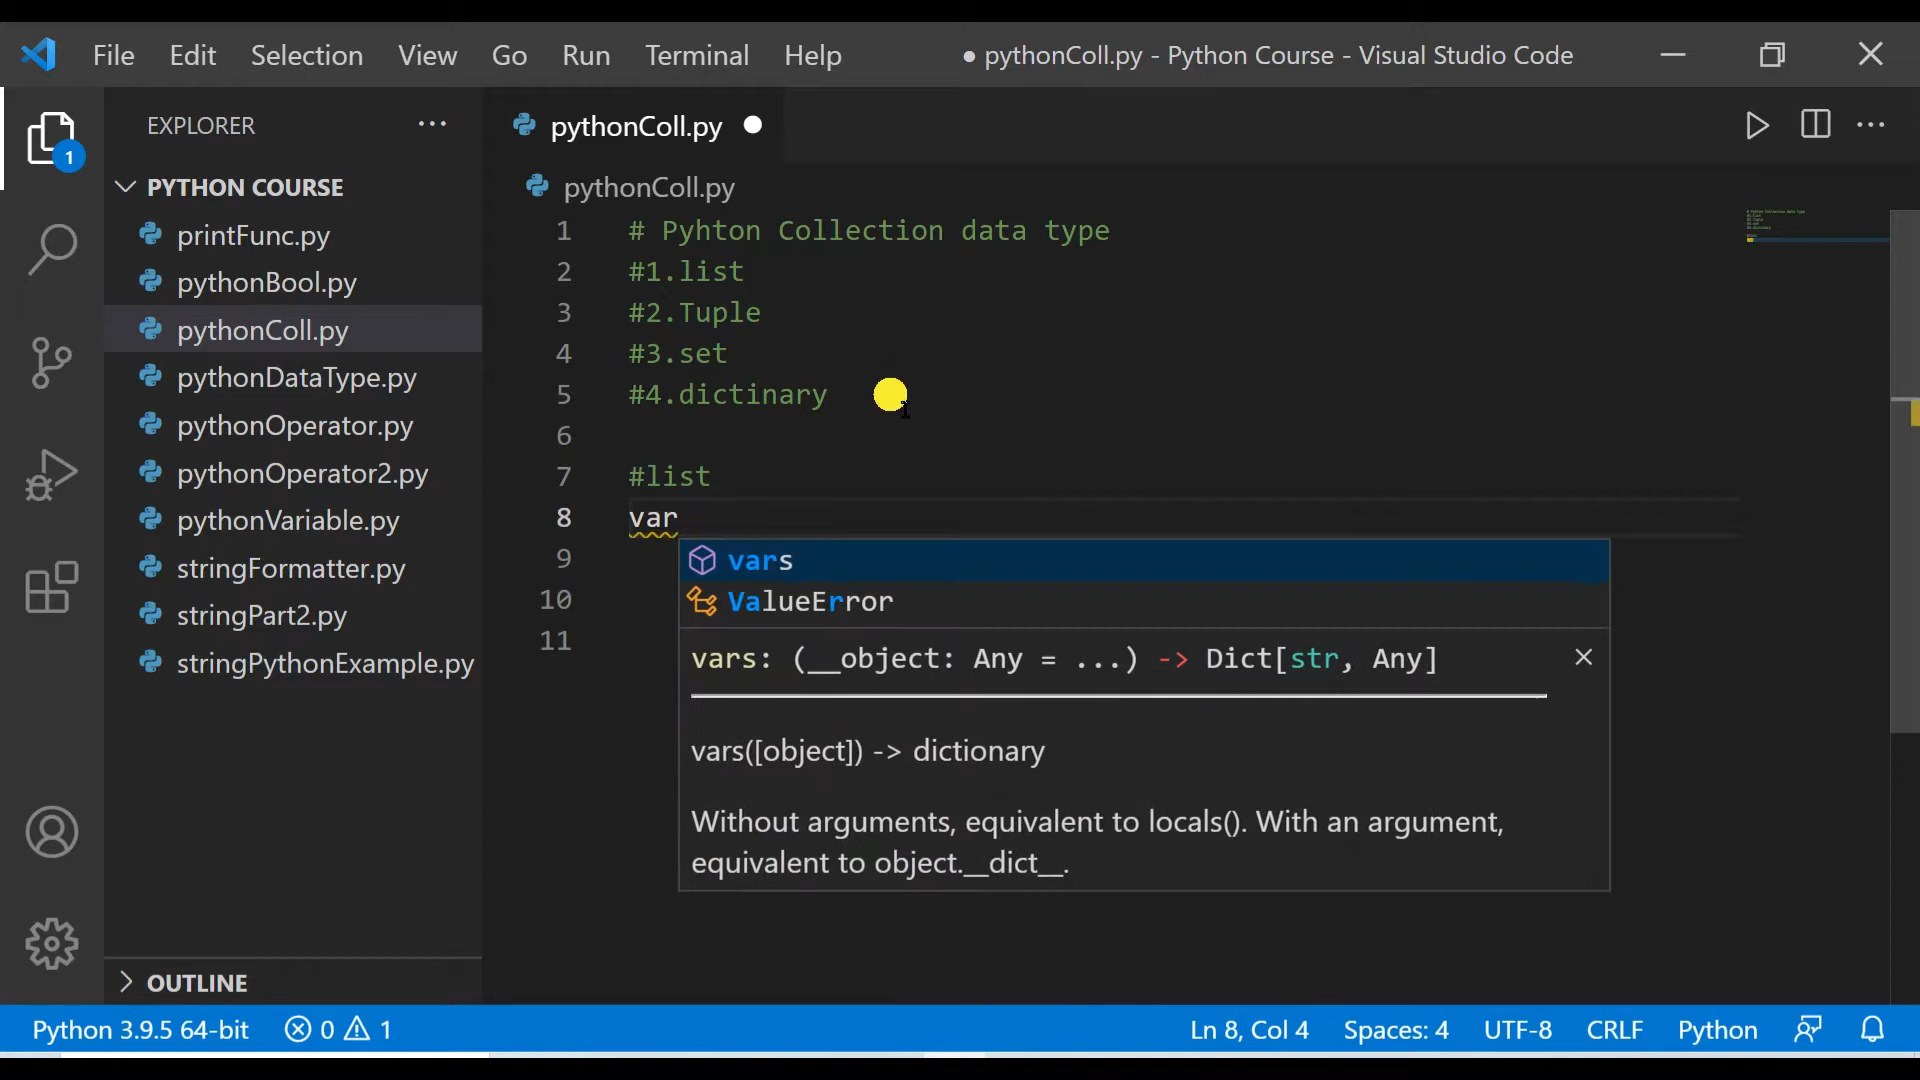 File Edit Selection View Go Run Terminal Help ● pythonColl.py - Python Course - Visual Studio Code
EXPLORER ···
pythonColl.py ●
1
PYTHON COURSE
pythonColl.py
printFunc.py
pythonBool.py
pythonColl.py
pythonDataType.py
pythonOperator.py
pythonOperator2.py
pythonVariable.py
stringFormatter.py
stringPart2.py
stringPythonExample.py
OUTLINE
1 # Pyhton Collection data type
2 #1.list
3 #2.Tuple
4 #3.set
5 #4.dictinary
6
7 #list
8 var
9
10
11
vars
ValueError
vars: (__object: Any = ...) -> Dict[str, Any]
vars([object]) -> dictionary
Without arguments, equivalent to locals(). With an argument,
equivalent to object.__dict__.
Python 3.9.5 64-bit 0 1 Ln 8, Col 4 Spaces: 4 UTF-8 CRLF Python